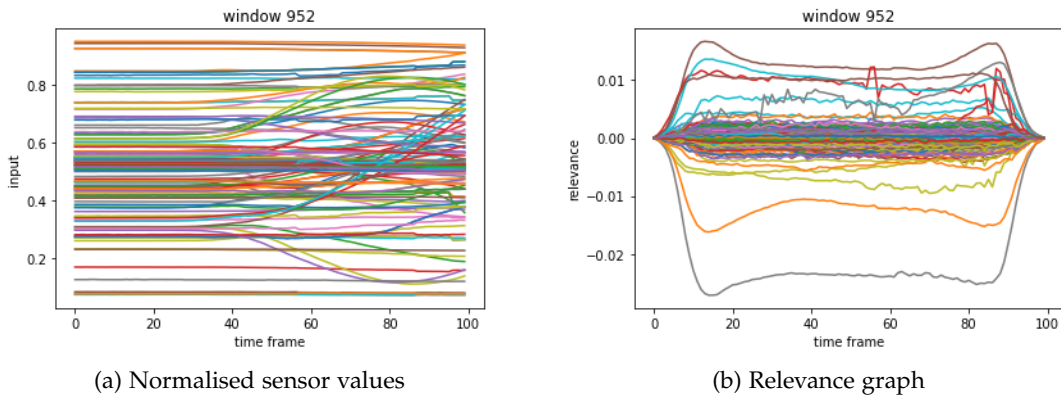 window 952
input
0.8
0.6
0.4
0.2
0 20 40 60 80 100
time frame
(a) Normalised sensor values
window 952
relevance
0.01
0.00
−0.01
−0.02
0 20 40 60 80 100
time frame
(b) Relevance graph